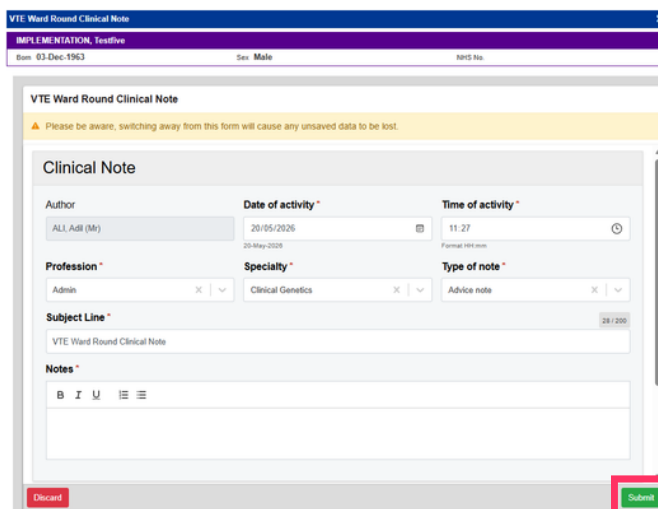 VTE Ward Round Clinical Note
IMPLEMENTATION, Testfive
Born 03-Dec-1963 Sex Male NHS No.
VTE Ward Round Clinical Note
Please be aware, switching away from this form will cause any unsaved data to be lost.
Clinical Note
Author Date of activity * Time of activity *
ALI, Adil (Mr) 20/05/2026 11:27
20-May-2026 Format HH:mm
Profession * Specialty * Type of note *
Admin Clinical Genetics Advice note
Subject Line * 28 / 200
VTE Ward Round Clinical Note
Notes *
B I U
Discard Submit